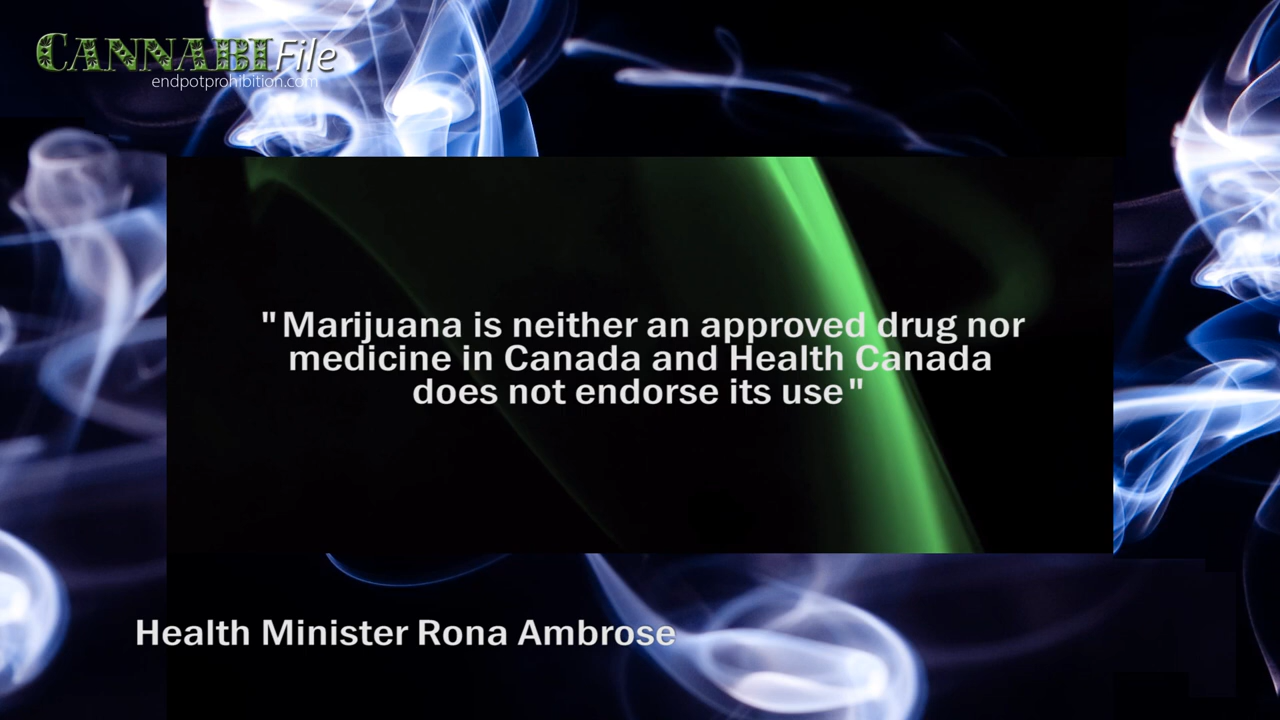 CANNABIFile
endpotprohibition.com
"Marijuana is neither an approved drug nor
medicine in Canada and Health Canada
does not endorse its use"
Health Minister Rona Ambrose